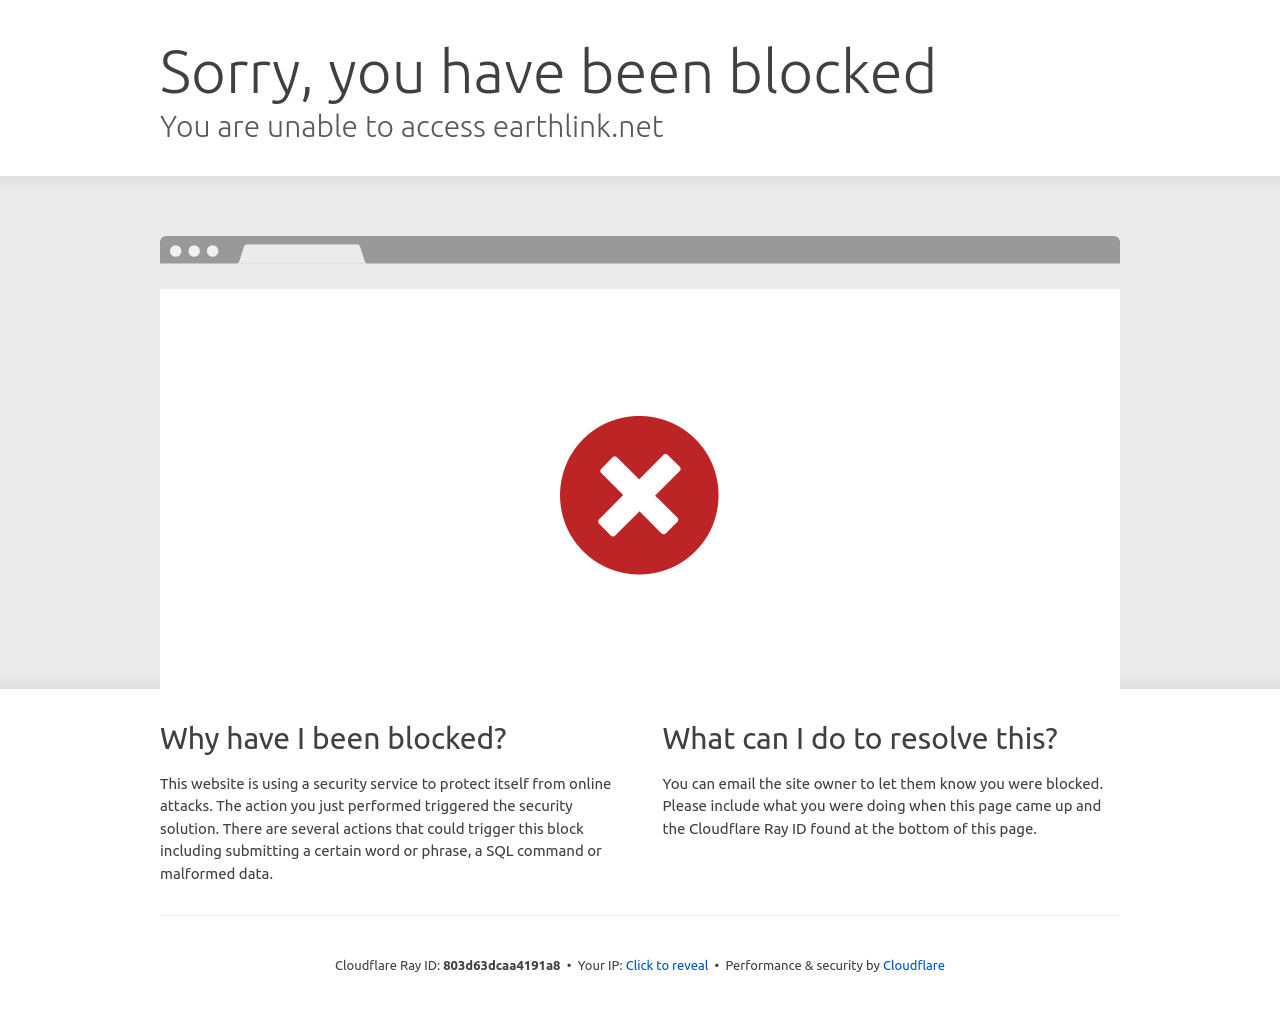 Sorry, you have been blocked
You are unable to access earthlink.net
Why have I been blocked?
This website is using a security service to protect itself from online
attacks. The action you just performed triggered the security
solution. There are several actions that could trigger this block
including submitting a certain word or phrase, a SQL command or
malformed data.
What can I do to resolve this?
You can email the site owner to let them know you were blocked.
Please include what you were doing when this page came up and
the Cloudflare Ray ID found at the bottom of this page.
Cloudflare Ray ID: 803d63dcaa4191a8 • Your IP: Click to reveal • Performance & security by Cloudflare